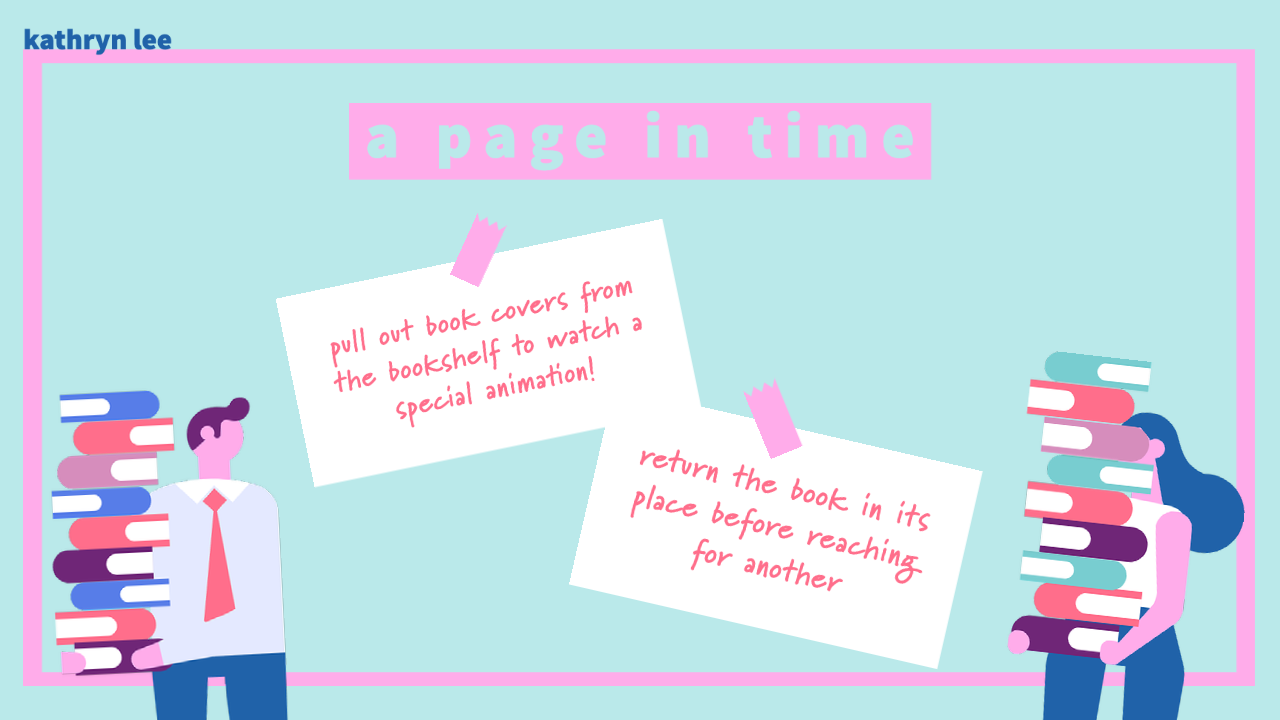 kathryn lee
a page in time
pull out book covers from
the bookshelf to watch a
special animation!
return the book in its
place before reaching
for another